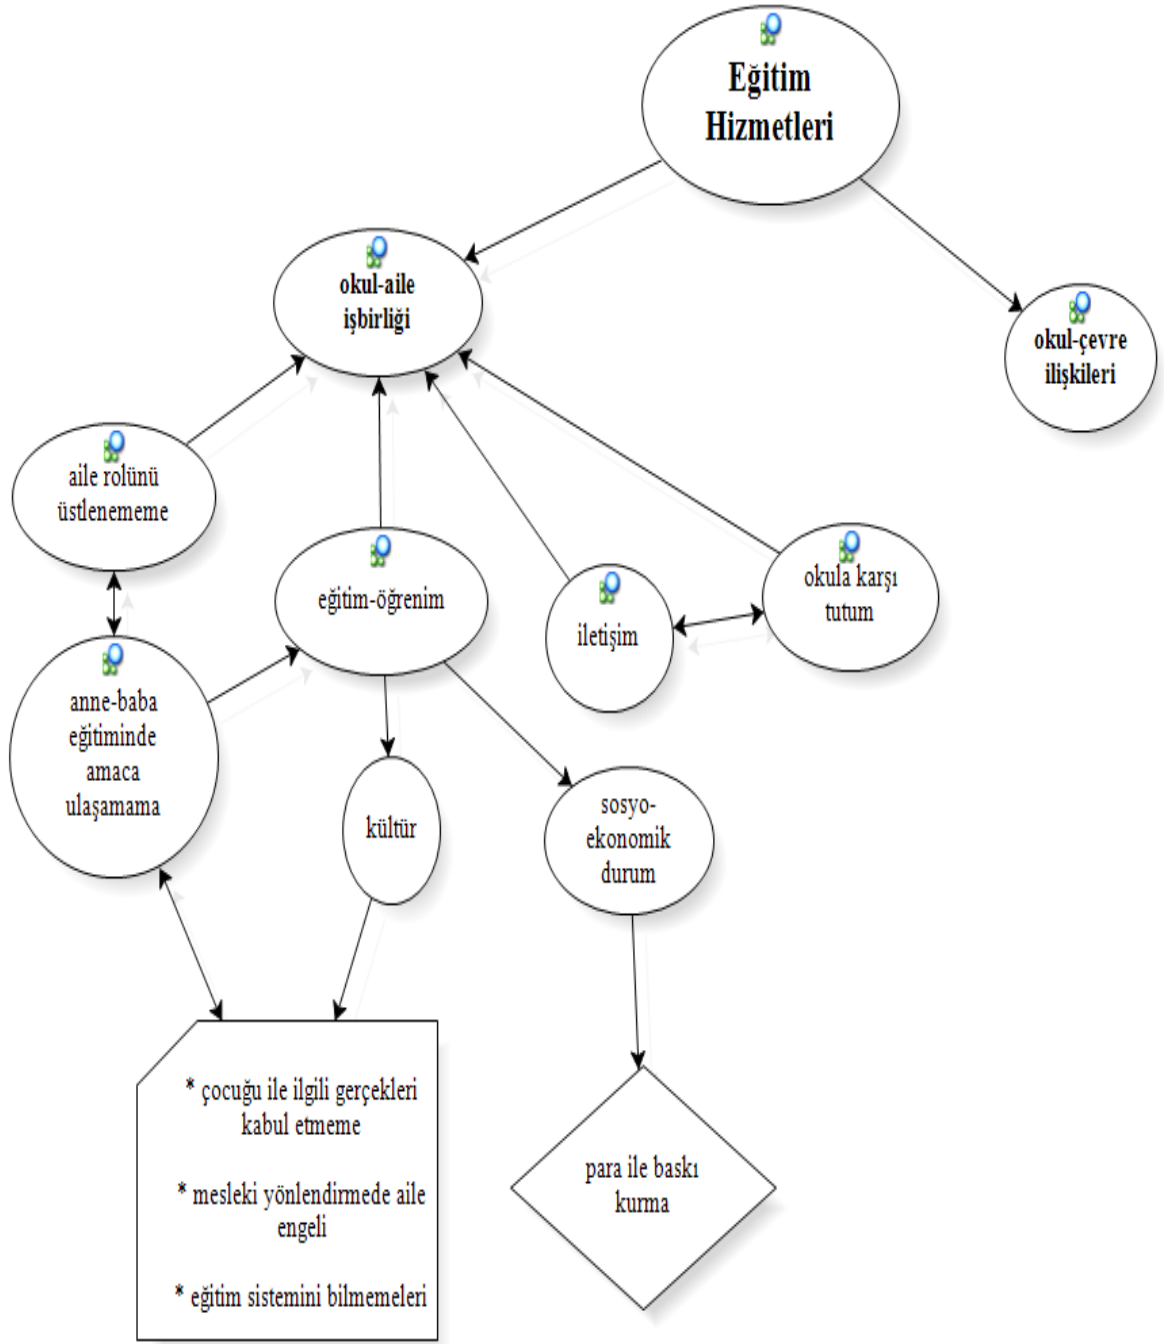 Eğitim
Hizmetleri
okul-aile
işbirliği
okul-çevre
ilişkileri
aile rolünü
üstlenememe
eğitim-öğrenim
iletişim
okula karşı
tutum
anne-baba
eğitiminde
amaca
ulaşamama
kültür
sosyo-
ekonomik
durum
* çocuğu ile ilgili gerçekleri
kabul etmeme
* mesleki yönlendirmede aile
engeli
* eğitim sistemini bilmemeleri
para ile baskı
kurma